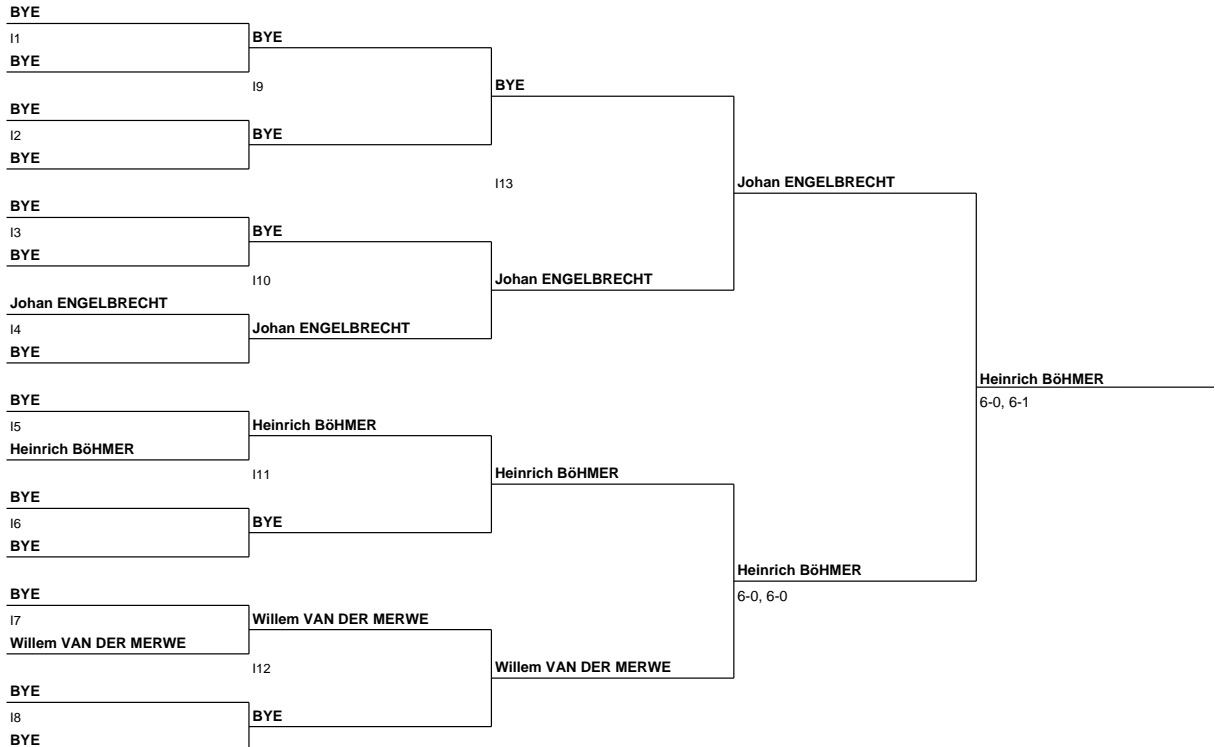 BYE
I1
BYE
BYE
I9
BYE
BYE
I2
BYE
BYE
I13
Johan ENGELBRECHT
BYE
I3
BYE
BYE
I10
Johan ENGELBRECHT
Johan ENGELBRECHT
I4
Johan ENGELBRECHT
BYE
Heinrich BöHMER
6-0, 6-1
BYE
I5
Heinrich BöHMER
Heinrich BöHMER
I11
Heinrich BöHMER
BYE
I6
BYE
BYE
Heinrich BöHMER
6-0, 6-0
BYE
I7
Willem VAN DER MERWE
Willem VAN DER MERWE
I12
Willem VAN DER MERWE
BYE
I8
BYE
BYE